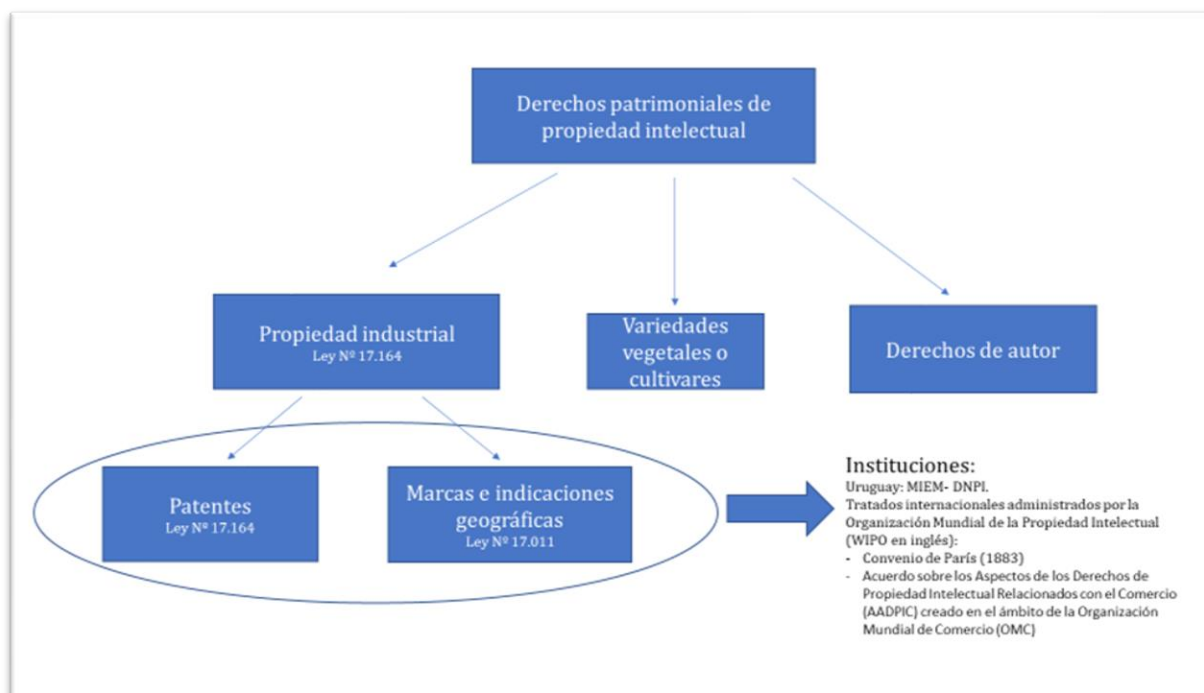 Derechos patrimoniales de
propiedad intelectual
Propiedad industrial
Ley Nº 17.164
Variedades
vegetales o
cultivares
Derechos de autor
Patentes
Ley Nº 17.164
Marcas e indicaciones
geográficas
Ley Nº 17.011
Instituciones:
Uruguay: MIEM- DNPI.
Tratados internacionales administrados por la
Organización Mundial de la Propiedad Intelectual
(WIPO en inglés):
- Convenio de París (1883)
- Acuerdo sobre los Aspectos de los Derechos de
Propiedad Intelectual Relacionados con el Comercio
(AADPIC) creado en el ámbito de la Organización
Mundial de Comercio (OMC)